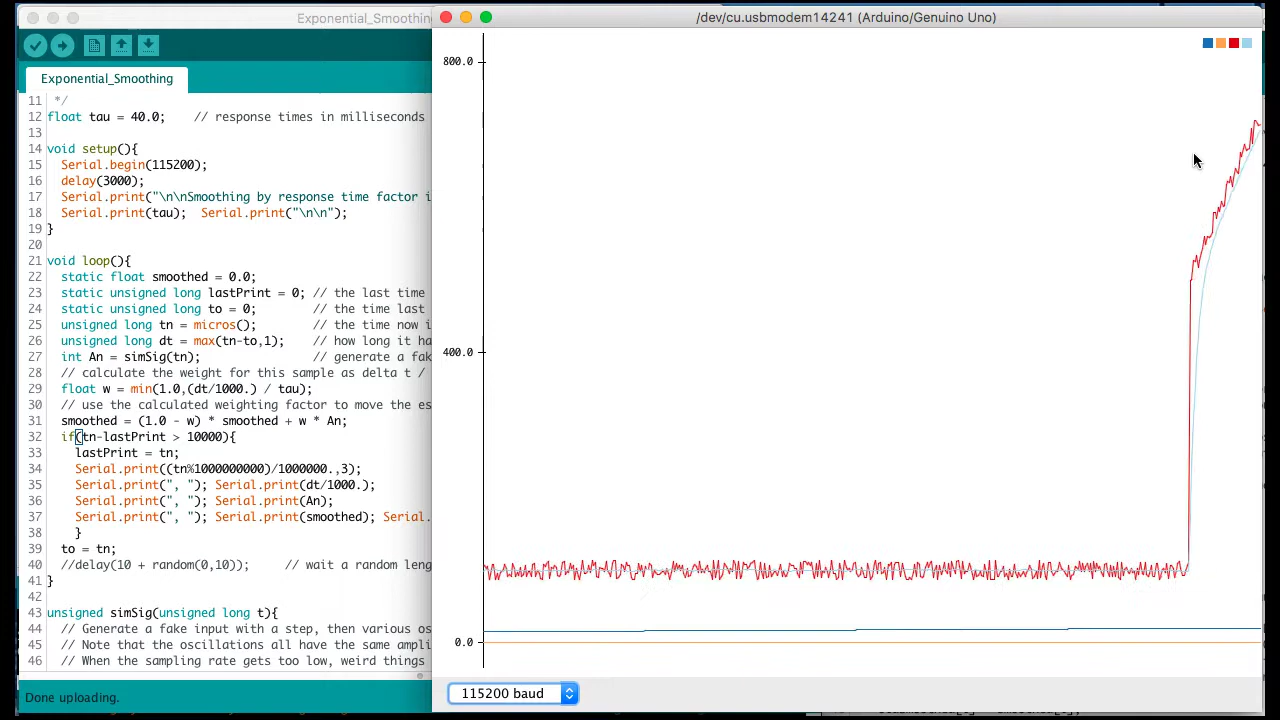 Exponential_Smoothin
/dev/cu.usbmodem14241 (Arduino/Genuino Uno)
Exponential_Smoothing
11 */
12 float tau = 40.0; // response times in milliseconds
13
14 void setup(){
15 Serial.begin(115200);
16 delay(3000);
17 Serial.print("\n\nSmoothing by response time factor i
18 Serial.print(tau); Serial.print("\n\n");
19 }
20
21 void loop(){
22 static float smoothed = 0.0;
23 static unsigned long lastPrint = 0; // the last time
24 static unsigned long to = 0; // the time last
25 unsigned long tn = micros(); // the time now i
26 unsigned long dt = max(tn-to,1); // how long it ha
27 int An = simSig(tn); // generate a fak
28 // calculate the weight for this sample as delta t /
29 float w = min(1.0,(dt/1000.) / tau);
30 // use the calculated weighting factor to move the es
31 smoothed = (1.0 - w) * smoothed + w * An;
32 if(tn-lastPrint > 10000){
33 lastPrint = tn;
34 Serial.print((tn%1000000000)/1000000.,3);
35 Serial.print(", "); Serial.print(dt/1000.);
36 Serial.print(", "); Serial.print(An);
37 Serial.print(", "); Serial.print(smoothed); Serial.
38 }
39 to = tn;
40 //delay(10 + random(0,10)); // wait a random leng
41 }
42
43 unsigned simSig(unsigned long t){
44 // Generate a fake input with a step, then various os
45 // Note that the oscillations all have the same ampli
46 // When the sampling rate gets too low, weird things
Done uploading.
800.0
400.0
0.0
115200 baud